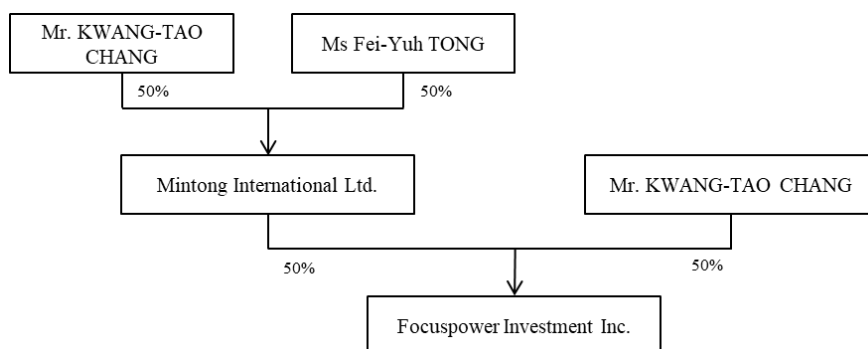 Mr. KWANG-TAO
CHANG
Ms Fei-Yuh TONG
50%
50%
Mintong International Ltd.
Mr. KWANG-TAO CHANG
50%
50%
Focuspower Investment Inc.